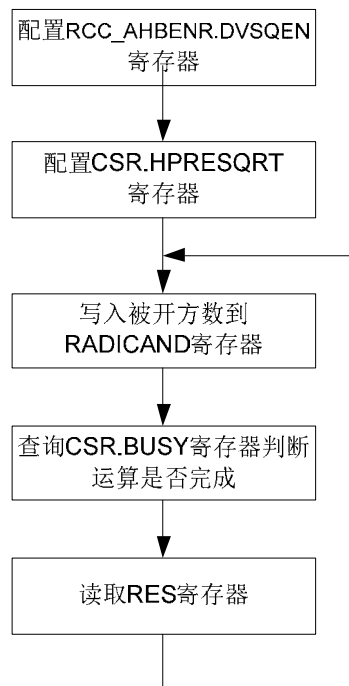 配置RCC_AHBENR.DVSQEN
寄存器
配置CSR.HPRESQRT
寄存器
写入被开方数到
RADICAND寄存器
查询CSR.BUSY寄存器判断
运算是否完成
读取RES寄存器